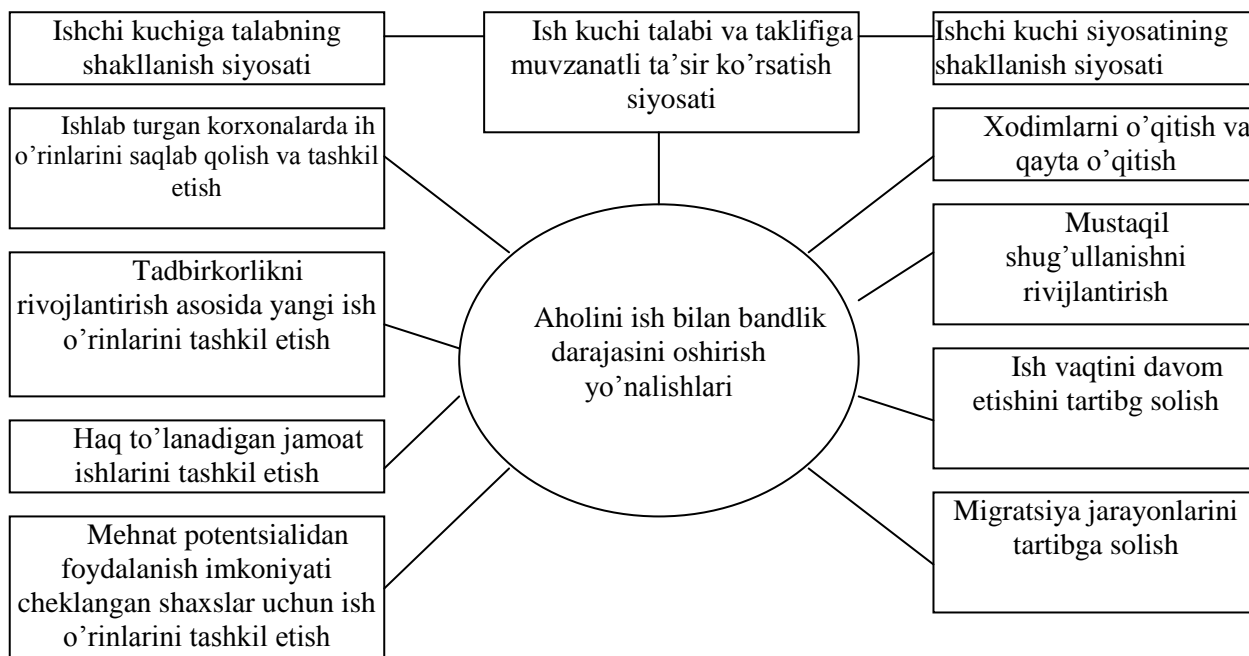 Ishchi kuchiga talabning
shakllanish siyosati
Ish kuchi talabi va taklifiga
muvzanatli ta’sir ko’rsatish
siyosati
Ishchi kuchi siyosatining
shakllanish siyosati
Ishlab turgan korxonalarda ih
o’rinlarini saqlab qolish va tashkil
etish
Tadbirkorlikni
rivojlantirish asosida yangi ish
o’rinlarini tashkil etish
Haq to’lanadigan jamoat
ishlarini tashkil etish
Mehnat potentsialidan
foydalanish imkoniyati
cheklangan shaxslar uchun ish
o’rinlarini tashkil etish
Aholini ish bilan bandlik
darajasini oshirish
yo’nalishlari
Xodimlarni o’qitish va
qayta o’qitish
Mustaqil
shug’ullanishni
rivijlantirish
Ish vaqtini davom
etishini tartibg solish
Migratsiya jarayonlarini
tartibga solish